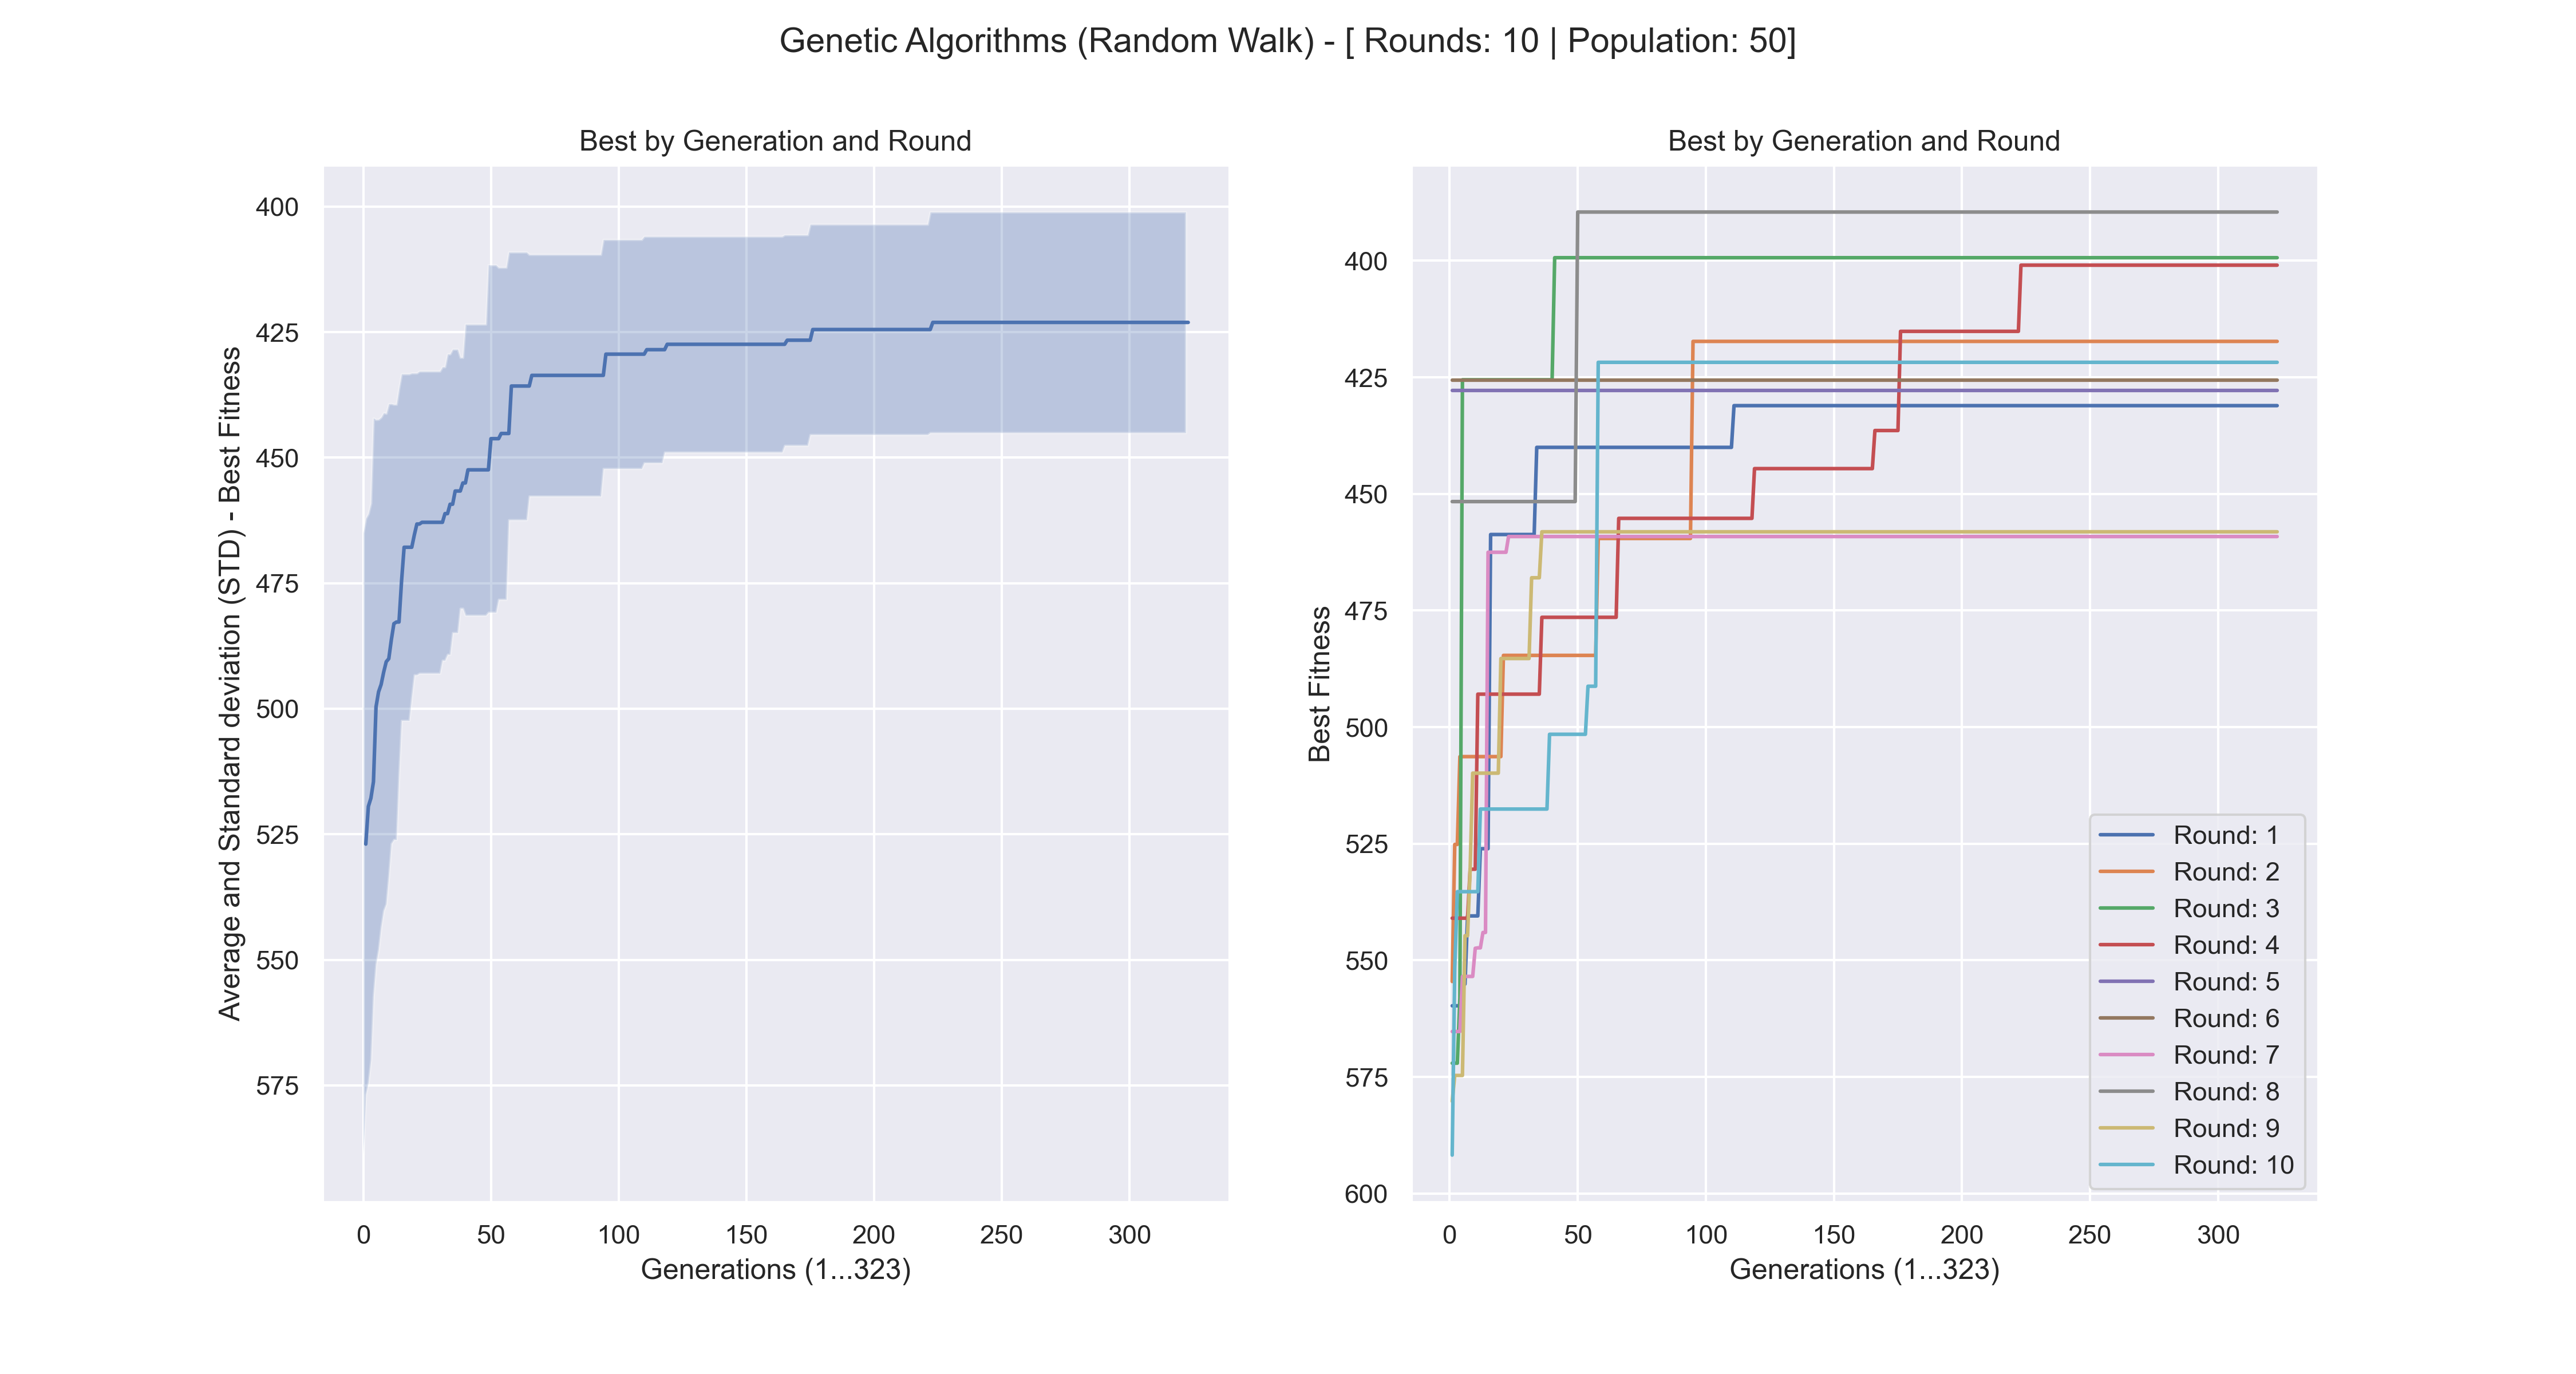 Genetic Algorithms (Random Walk) - [ Rounds: 10 | Population: 50]
Best by Generation and Round
Average and Standard deviation (STD) - Best Fitness
400
425
450
475
500
525
550
575
0 50 100 150 200 250 300
Generations (1...323)
Best by Generation and Round
Best Fitness
400
425
450
475
500
525
550
575
600
0 50 100 150 200 250 300
Generations (1...323)
Round: 1
Round: 2
Round: 3
Round: 4
Round: 5
Round: 6
Round: 7
Round: 8
Round: 9
Round: 10